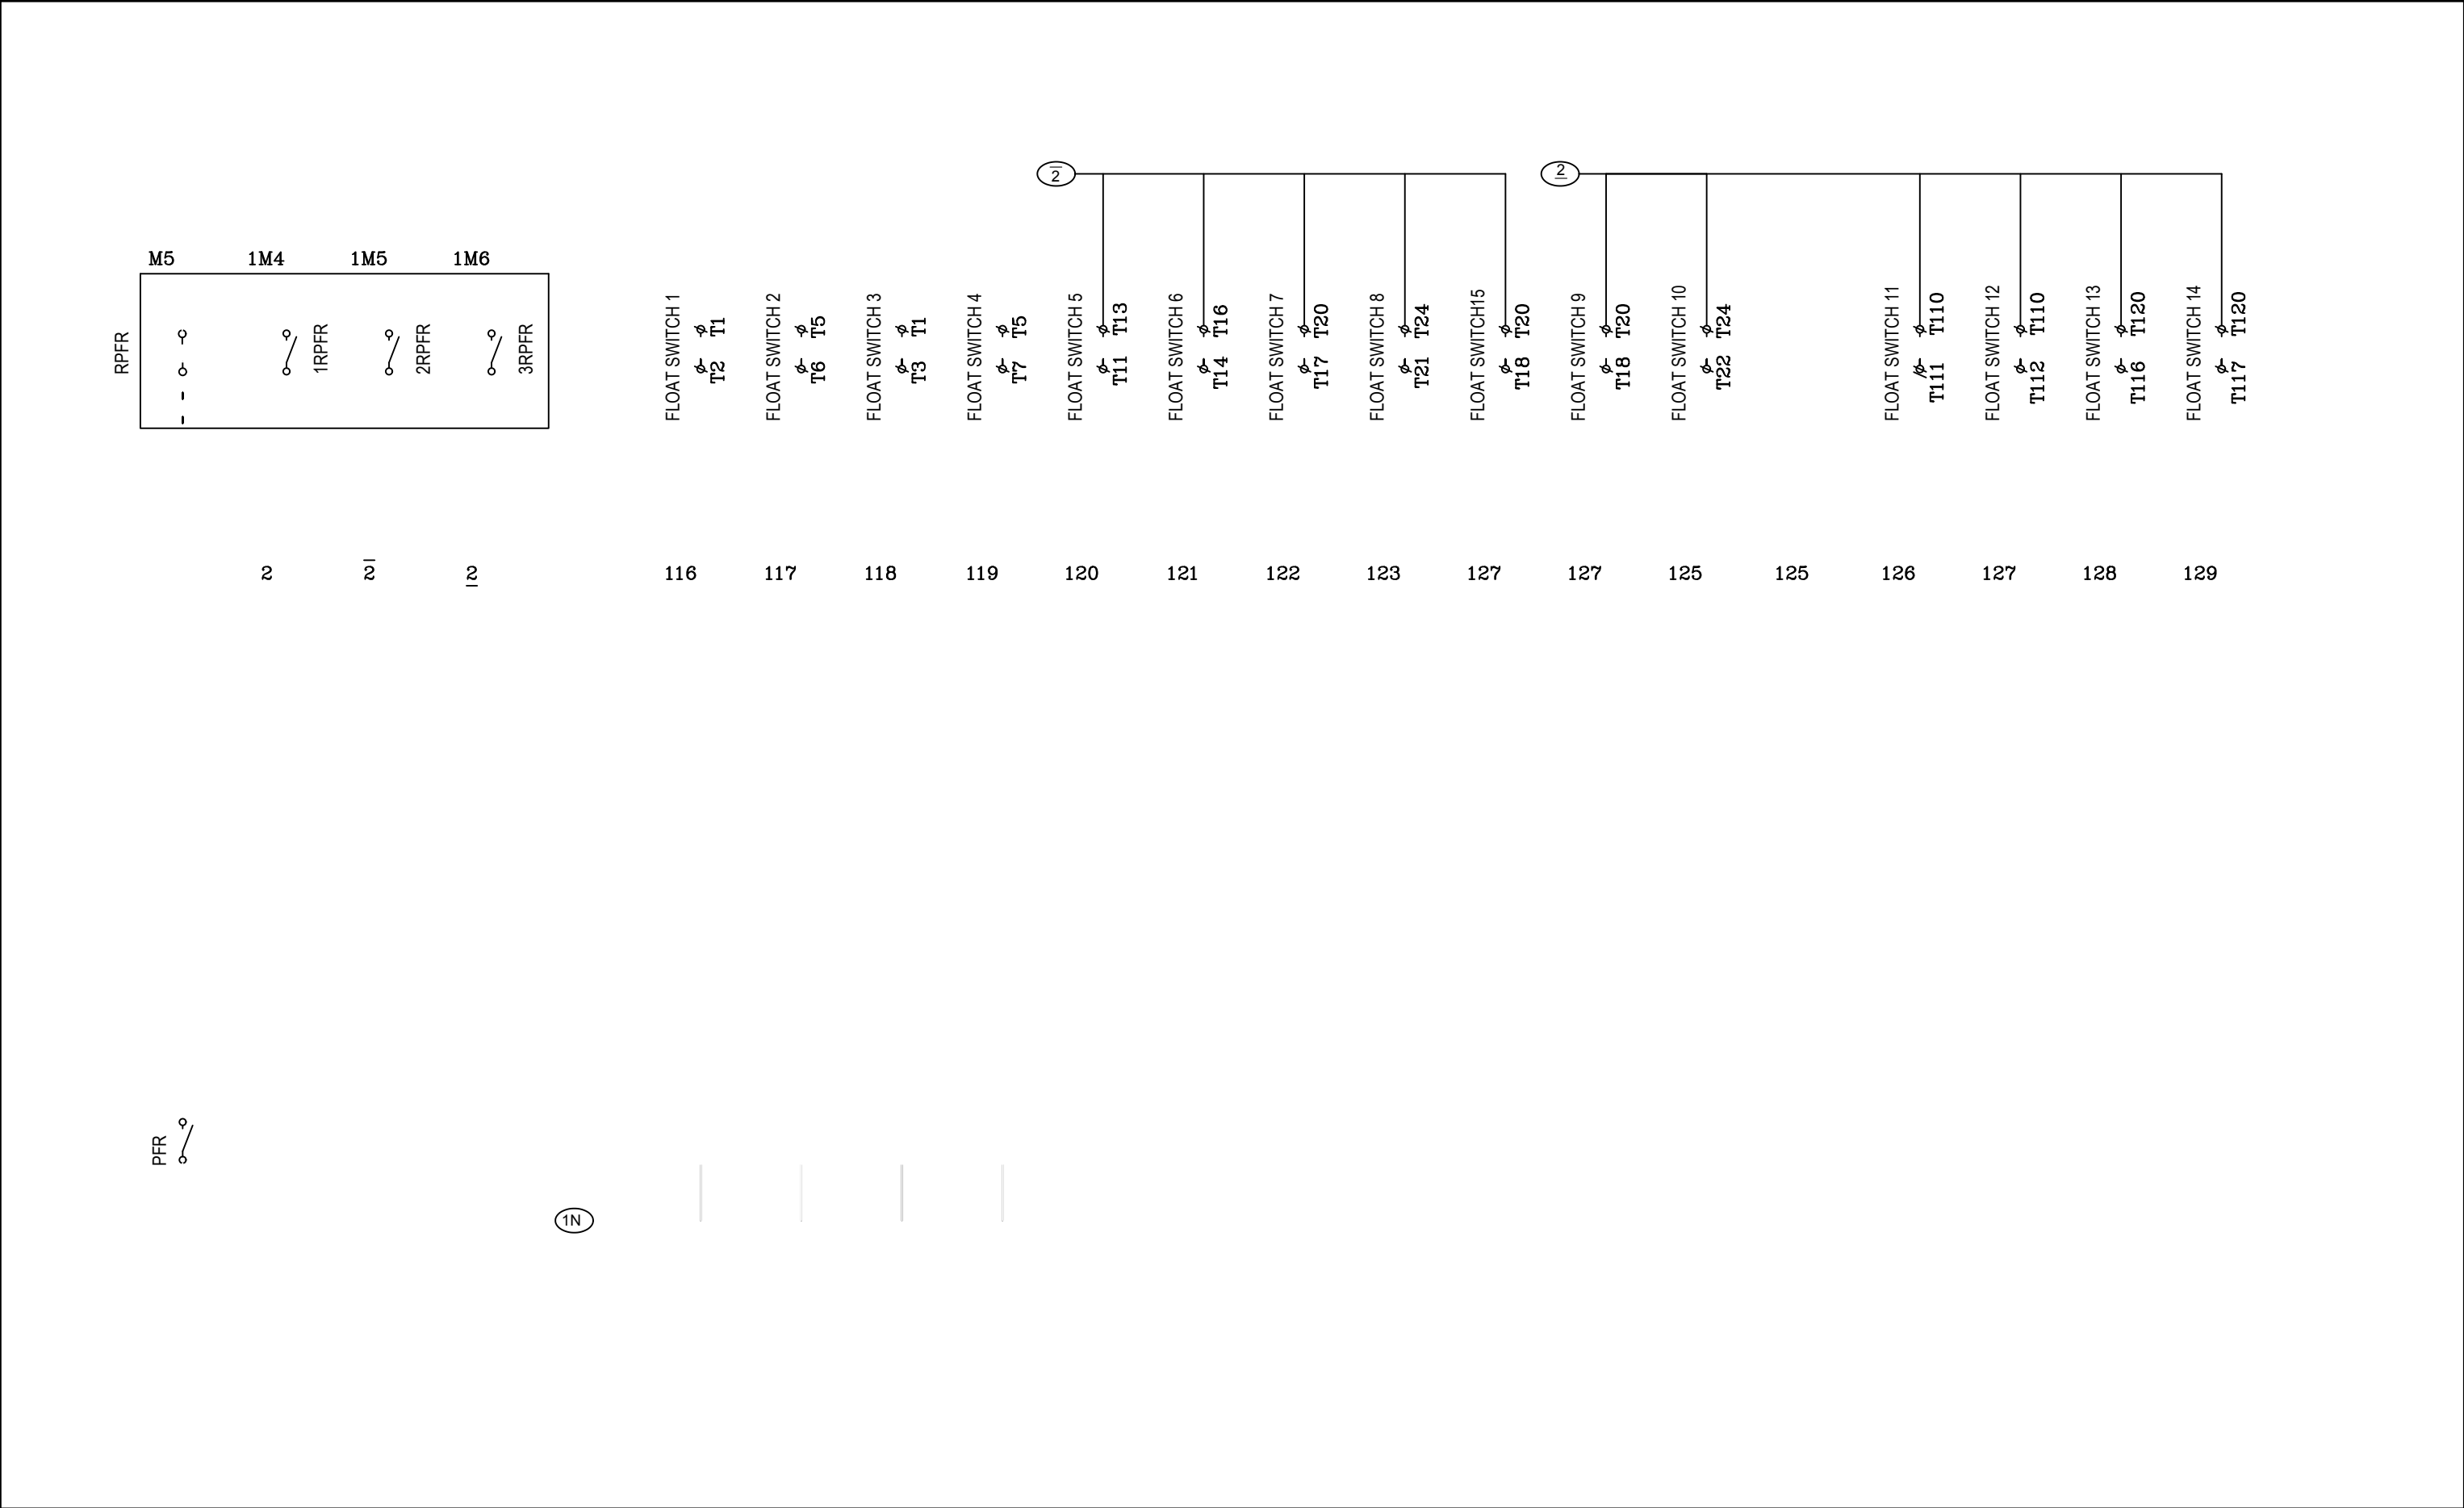 2̅
2̲
M5 1M4 1M5 1M6
RPFR
1RPFR
2RPFR
3RPFR
FLOAT SWITCH 1
T2 T1
FLOAT SWITCH 2
T6 T5
FLOAT SWITCH 3
T3 T1
FLOAT SWITCH 4
T7 T5
FLOAT SWITCH 5
T11 T13
FLOAT SWITCH 6
T14 T16
FLOAT SWITCH 7
T17 T20
FLOAT SWITCH 8
T21 T24
FLOAT SWITCH15
T18 T20
FLOAT SWITCH 9
T18 T20
FLOAT SWITCH 10
T22 T24
FLOAT SWITCH 11
T111 T110
FLOAT SWITCH 12
T112 T110
FLOAT SWITCH 13
T116 T120
FLOAT SWITCH 14
T117 T120
2 2̅ 2̲ 116 117 118 119 120 121 122 123 127 127 125 125 126 127 128 129
PFR
1N